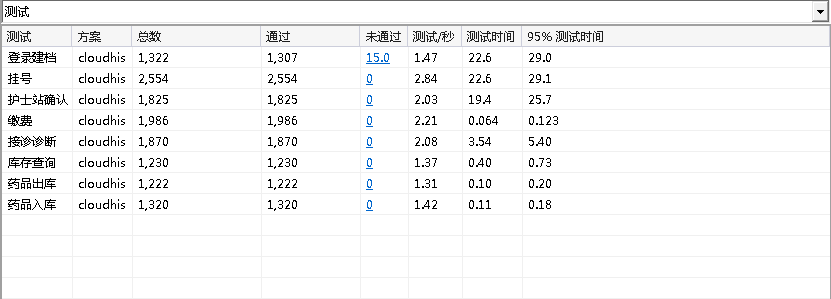 测试
测试 方案 总数 通过 未通过 测试/秒 测试时间 95% 测试时间
登录建档 cloudhis 1,322 1,307 15.0 1.47 22.6 29.0
挂号 cloudhis 2,554 2,554 0 2.84 22.6 29.1
护士站确认 cloudhis 1,825 1,825 0 2.03 19.4 25.7
缴费 cloudhis 1,986 1,986 0 2.21 0.064 0.123
接诊诊断 cloudhis 1,870 1,870 0 2.08 3.54 5.40
库存查询 cloudhis 1,230 1,230 0 1.37 0.40 0.73
药品出库 cloudhis 1,222 1,222 0 1.31 0.10 0.20
药品入库 cloudhis 1,320 1,320 0 1.42 0.11 0.18